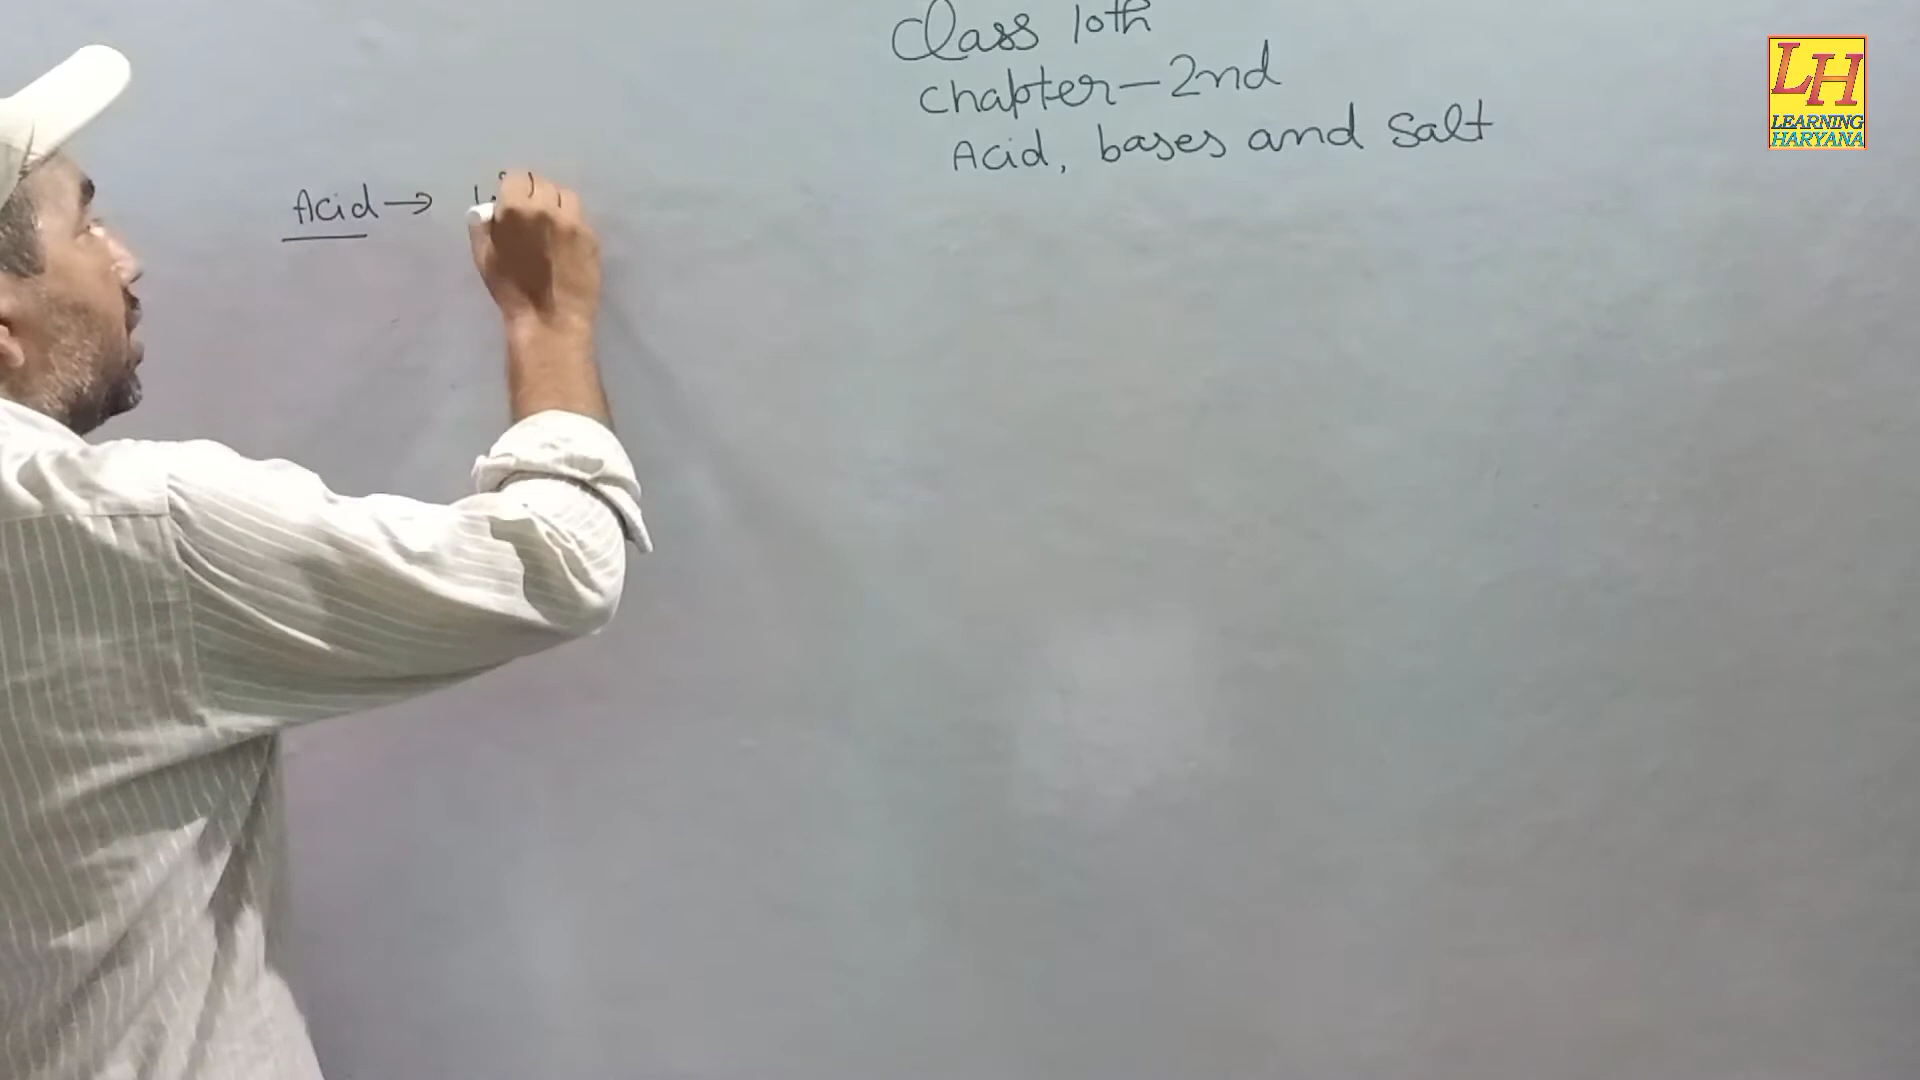 Class 10th
Chapter-2nd
Acid, bases and Salt
Acid →
LH
LEARNING
HARYANA